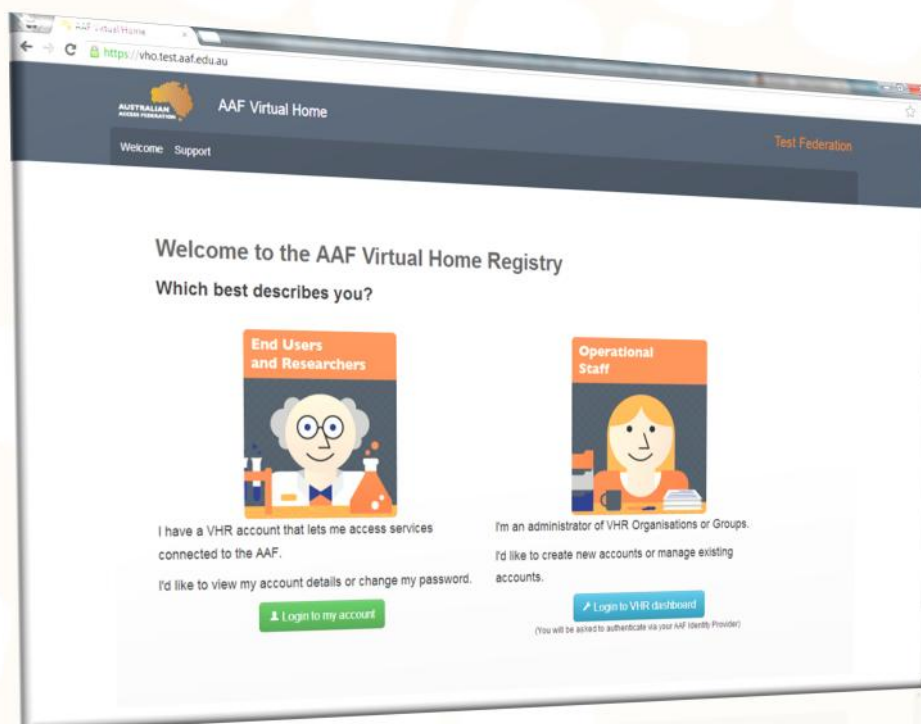 AAF Virtual Home
https://vho.test.aaf.edu.au
AUSTRALIAN
ACCESS FEDERATION
AAF Virtual Home
Test Federation
Welcome Support
Welcome to the AAF Virtual Home Registry
Which best describes you?
End Users
and Researchers
Operational
Staff
I have a VHR account that lets me access services
connected to the AAF.
I'd like to view my account details or change my password.
Login to my account
I'm an administrator of VHR Organisations or Groups.
I'd like to create new accounts or manage existing
accounts.
Login to VHR dashboard
(You will be asked to authenticate via your AAF Identity Provider)